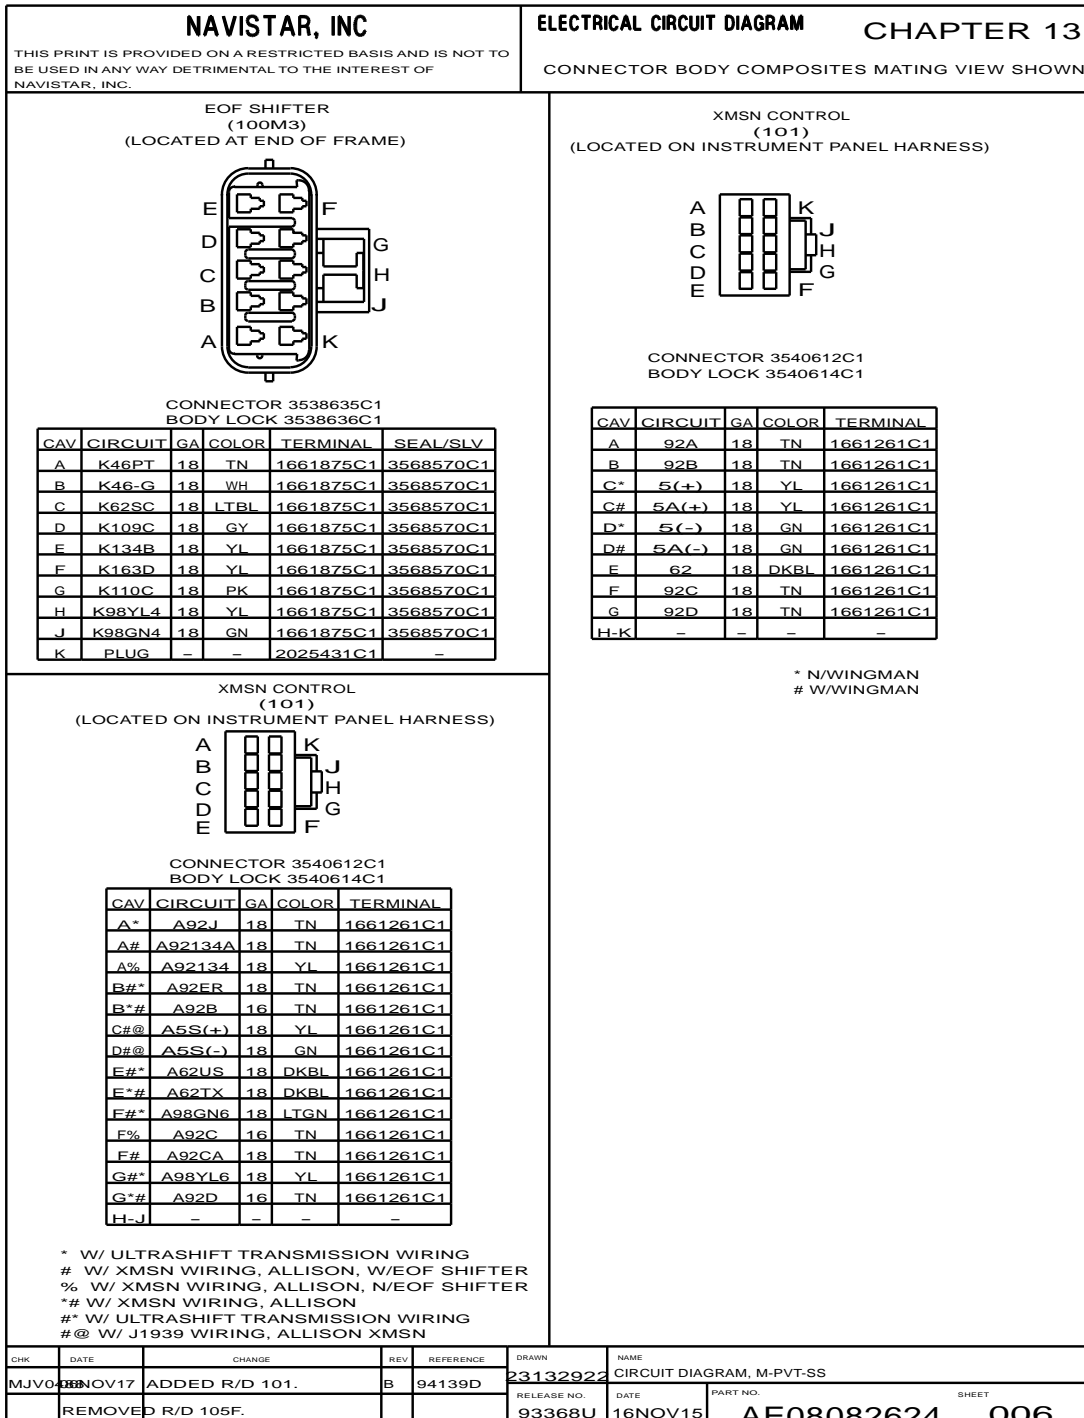 NAVISTAR, INC
THIS PRINT IS PROVIDED ON A RESTRICTED BASIS AND IS NOT TO
BE USED IN ANY WAY DETRIMENTAL TO THE INTEREST OF
NAVISTAR, INC.
ELECTRICAL CIRCUIT DIAGRAM CHAPTER 13
CONNECTOR BODY COMPOSITES MATING VIEW SHOWN
EOF SHIFTER
(100M3)
(LOCATED AT END OF FRAME)
E F
D G
C H
B J
A K
CONNECTOR 3538635C1
BODY LOCK 3538636C1
CAV CIRCUIT GA COLOR TERMINAL SEAL/SLV
A K46PT 18 TN 1661875C1 3568570C1
B K46-G 18 WH 1661875C1 3568570C1
C K62SC 18 LTBL 1661875C1 3568570C1
D K109C 18 GY 1661875C1 3568570C1
E K134B 18 YL 1661875C1 3568570C1
F K163D 18 YL 1661875C1 3568570C1
G K110C 18 PK 1661875C1 3568570C1
H K98YL4 18 YL 1661875C1 3568570C1
J K98GN4 18 GN 1661875C1 3568570C1
K PLUG – – 2025431C1 –
XMSN CONTROL
(101)
(LOCATED ON INSTRUMENT PANEL HARNESS)
A K
B J
C H
D G
E F
CONNECTOR 3540612C1
BODY LOCK 3540614C1
CAV CIRCUIT GA COLOR TERMINAL
A 92A 18 TN 1661261C1
B 92B 18 TN 1661261C1
C* 5(+) 18 YL 1661261C1
C# 5A(+) 18 YL 1661261C1
D* 5(-) 18 GN 1661261C1
D# 5A(-) 18 GN 1661261C1
E 62 18 DKBL 1661261C1
F 92C 18 TN 1661261C1
G 92D 18 TN 1661261C1
H-K – – – –
* N/WINGMAN
# W/WINGMAN
XMSN CONTROL
(101)
(LOCATED ON INSTRUMENT PANEL HARNESS)
A K
B J
C H
D G
E F
CONNECTOR 3540612C1
BODY LOCK 3540614C1
CAV CIRCUIT GA COLOR TERMINAL
A* A92J 18 TN 1661261C1
A# A92134A 18 TN 1661261C1
A% A92134 18 YL 1661261C1
B#* A92ER 18 TN 1661261C1
B*# A92B 16 TN 1661261C1
C#@ A5S(+) 18 YL 1661261C1
D#@ A5S(-) 18 GN 1661261C1
E#* A62US 18 DKBL 1661261C1
E*# A62TX 18 DKBL 1661261C1
F#* A98GN6 18 LTGN 1661261C1
F% A92C 16 TN 1661261C1
F# A92CA 18 TN 1661261C1
G#* A98YL6 18 YL 1661261C1
G*# A92D 16 TN 1661261C1
H-J – – – –
* W/ ULTRASHIFT TRANSMISSION WIRING
# W/ XMSN WIRING, ALLISON, W/EOF SHIFTER
% W/ XMSN WIRING, ALLISON, N/EOF SHIFTER
*# W/ XMSN WIRING, ALLISON
#* W/ ULTRASHIFT TRANSMISSION WIRING
#@ W/ J1939 WIRING, ALLISON XMSN
CHK DATE CHANGE REV REFERENCE DRAWN NAME
NOV17 ADDED R/D 101. B 94139D 23132922 CIRCUIT DIAGRAM, M-PVT-SS
RELEASE NO. DATE PART NO. SHEET
REMOVED R/D 105F. 93368U 16NOV15 AE08082624 006